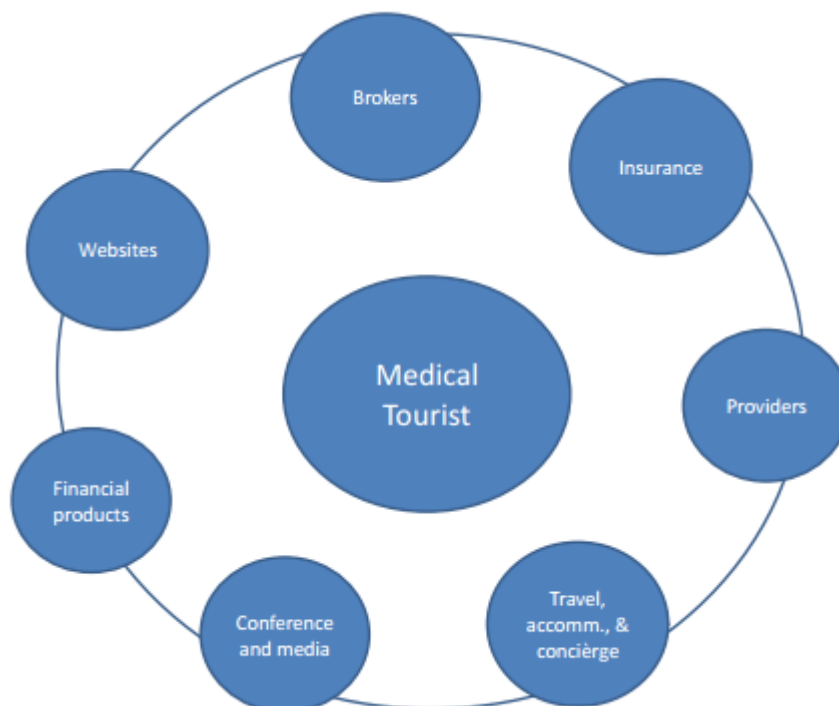 Brokers
Insurance
Websites
Medical
Tourist
Providers
Financial
products
Conference
and media
Travel,
accomm., &
concièrge